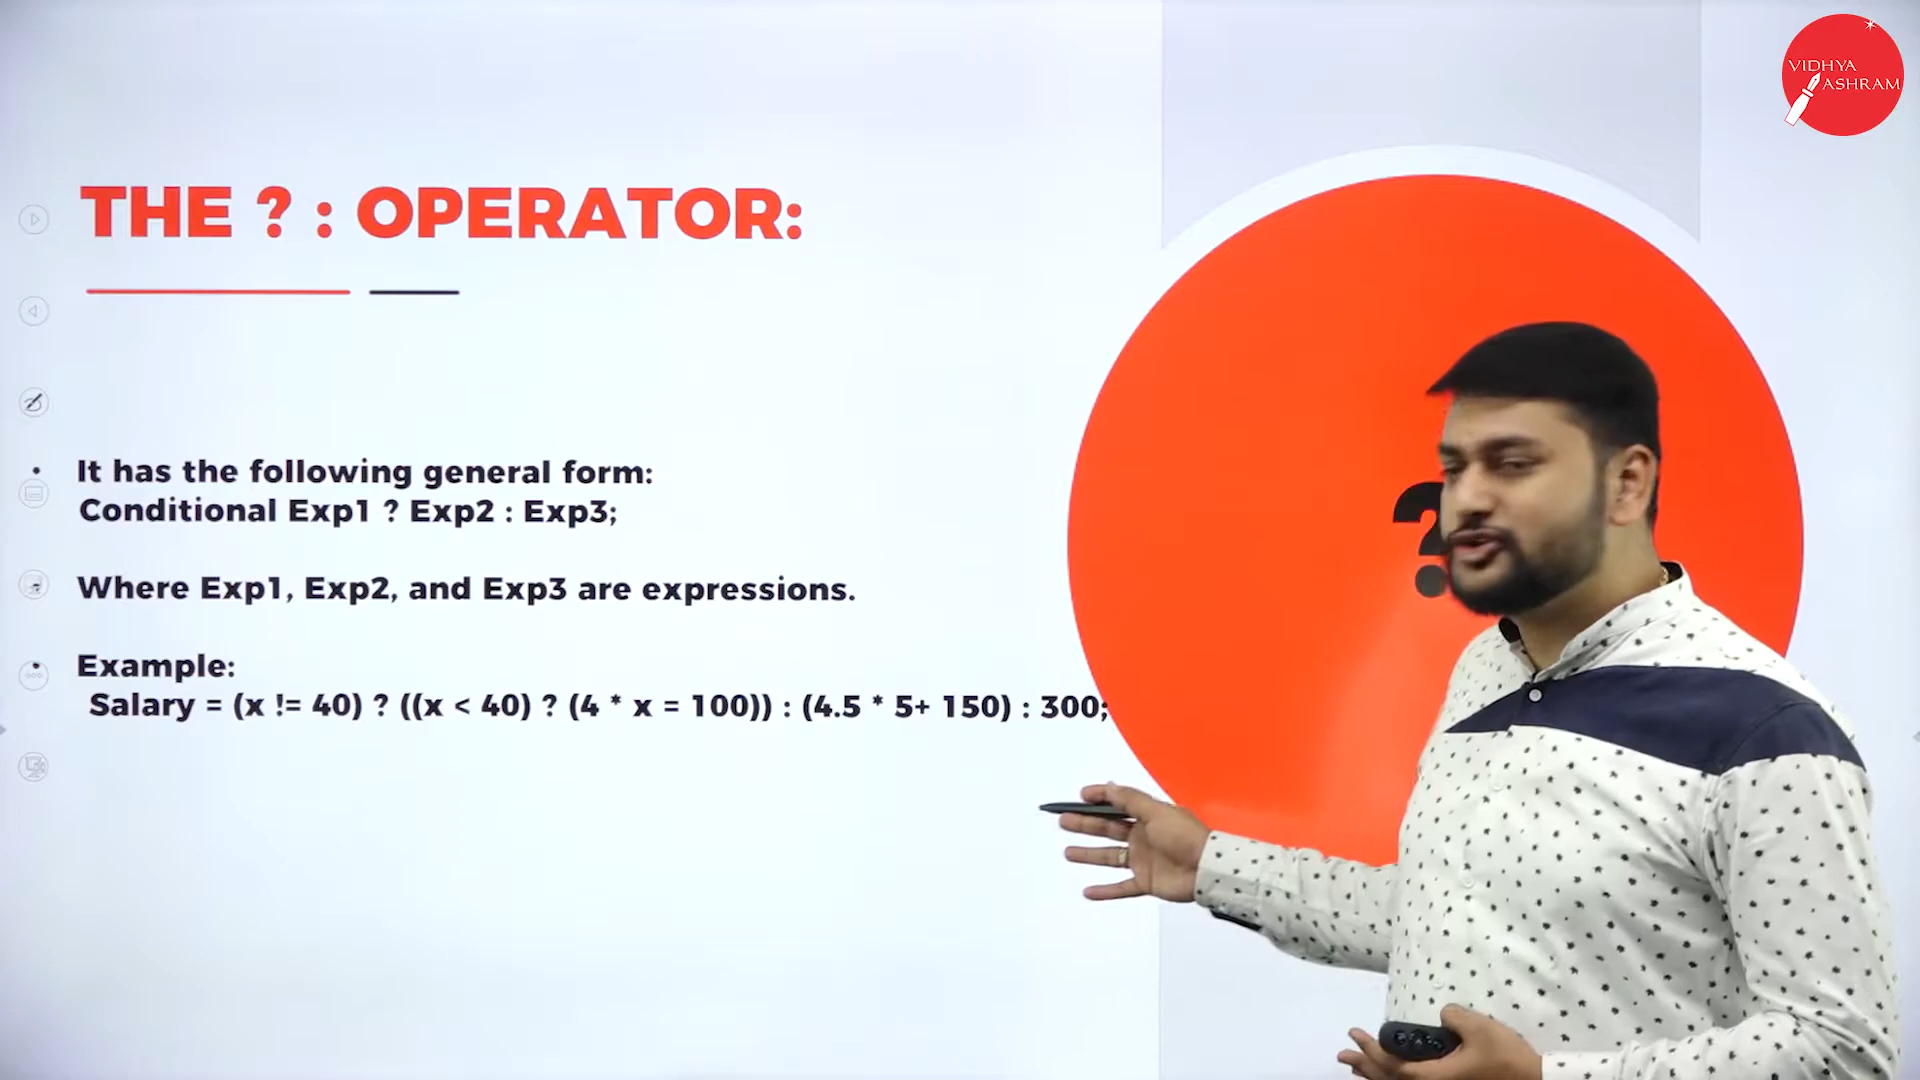 VIDHYA
ASHRAM
THE ? : OPERATOR:
• It has the following general form:
Conditional Exp1 ? Exp2 : Exp3;
Where Exp1, Exp2, and Exp3 are expressions.
• Example:
Salary = (x != 40) ? ((x < 40) ? (4 * x = 100)) : (4.5 * 5+ 150) : 300;
?